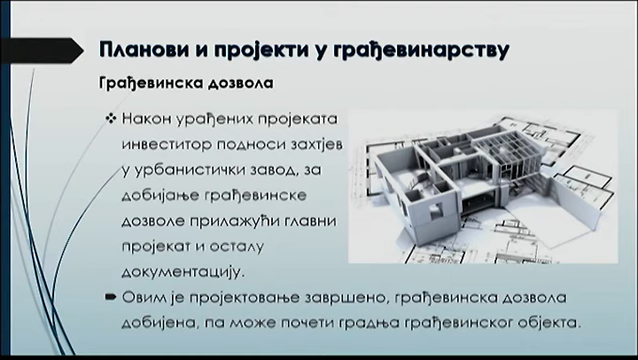 Планови и пројекти у грађевинарству
Грађевинска дозвола
Након урађених пројеката
инвеститор подноси захтјев
у урбанистички завод, за
добијање грађевинске
дозволе прилажући главни
пројекат и осталу
документацију.
Овим је пројектовање завршено, грађевинска дозвола
добијена, па може почети градња грађевинског објекта.